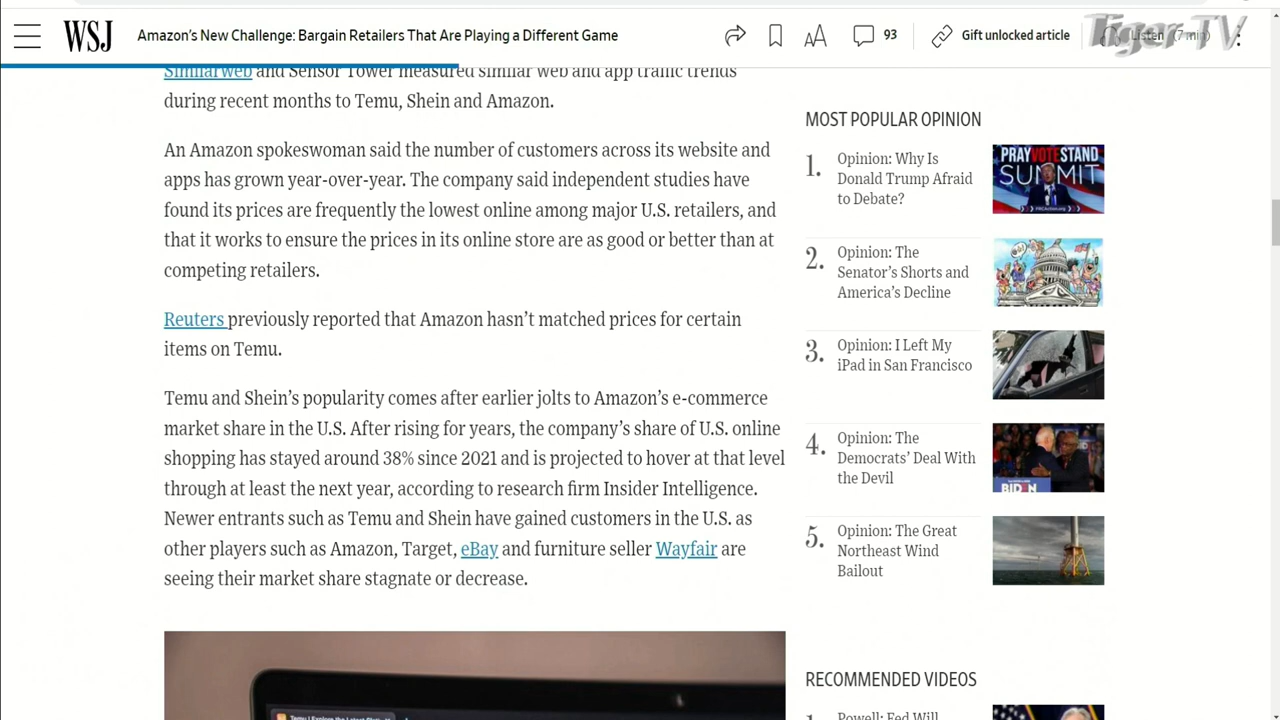 WSJ
Amazon's New Challenge: Bargain Retailers That Are Playing a Different Game
93
Gift unlocked article
Listen (7 min)
Tiger TV
Similarweb and Sensor Tower measured similar web and app traffic trends
during recent months to Temu, Shein and Amazon.
An Amazon spokeswoman said the number of customers across its website and
apps has grown year-over-year. The company said independent studies have
found its prices are frequently the lowest online among major U.S. retailers, and
that it works to ensure the prices in its online store are as good or better than at
competing retailers.
Reuters previously reported that Amazon hasn't matched prices for certain
items on Temu.
Temu and Shein's popularity comes after earlier jolts to Amazon's e-commerce
market share in the U.S. After rising for years, the company's share of U.S. online
shopping has stayed around 38% since 2021 and is projected to hover at that level
through at least the next year, according to research firm Insider Intelligence.
Newer entrants such as Temu and Shein have gained customers in the U.S. as
other players such as Amazon, Target, eBay and furniture seller Wayfair are
seeing their market share stagnate or decrease.
MOST POPULAR OPINION
1.
Opinion: Why Is
Donald Trump Afraid
to Debate?
PRAY VOTE STAND
SUMMIT
2.
Opinion: The
Senator's Shorts and
America's Decline
3.
Opinion: I Left My
iPad in San Francisco
4.
Opinion: The
Democrats' Deal With
the Devil
BIDEN
5.
Opinion: The Great
Northeast Wind
Bailout
RECOMMENDED VIDEOS
1.
Powell: Fed Will